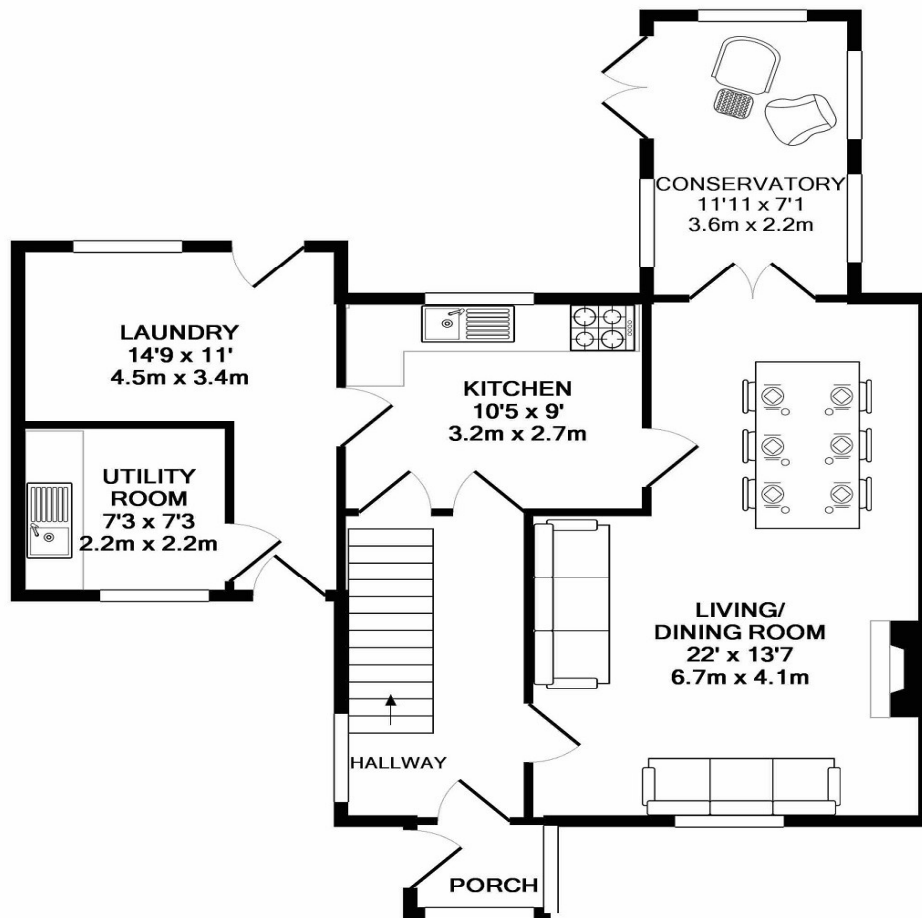 CONSERVATORY
11'11 x 7'1
3.6m x 2.2m
LAUNDRY
14'9 x 11'
4.5m x 3.4m
KITCHEN
10'5 x 9'
3.2m x 2.7m
UTILITY
ROOM
7'3 x 7'3
2.2m x 2.2m
LIVING/
DINING ROOM
22' x 13'7
6.7m x 4.1m
HALLWAY
PORCH